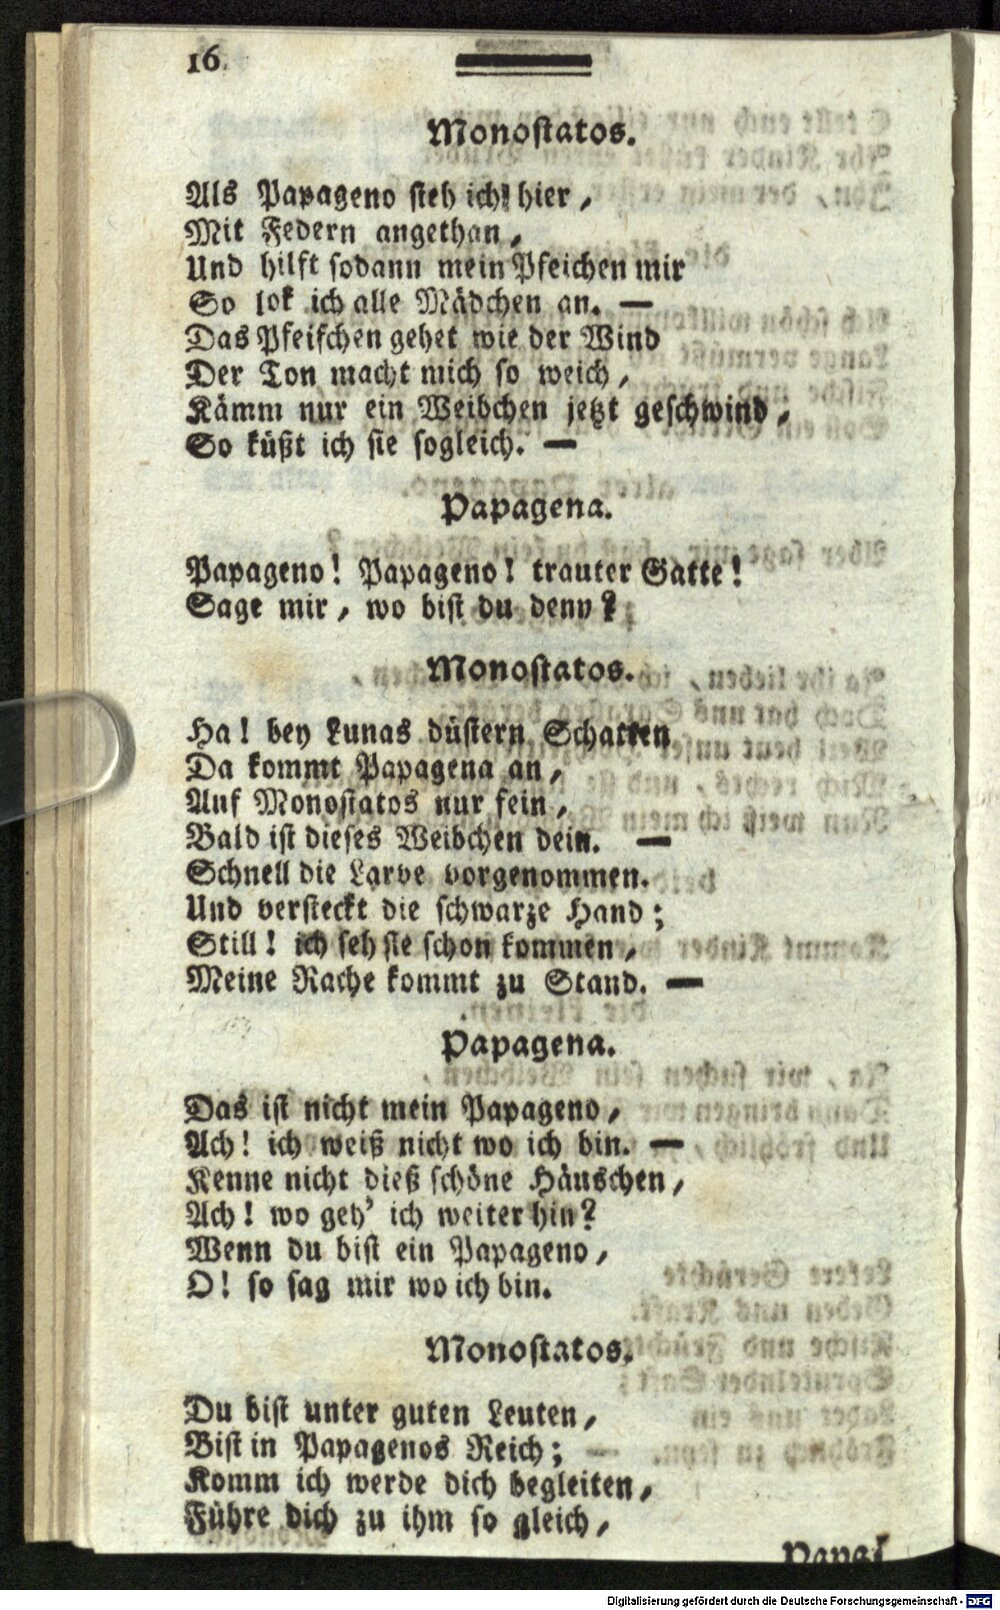 16.
Monostatos.
Als Papageno steh ich hier,
Mit Federn angethan,
Und hilft sodann mein Pfeichen mir
So lok ich alle Mädchen an. —
Das Pfeifchen gehet wie der Wind
Der Ton macht mich so weich,
Kämm nur ein Weibchen jetzt geschwind,
So küßt ich sie sogleich. —
Papagena.
Papageno! Papageno! trauter Gatte!
Sage mir, wo bist du denn?
Monostatos.
Ha! bey Lunas düstern Schatten
Da kommt Papagena an,
Auf Monostatos nur fein,
Bald ist dieses Weibchen dein. —
Schnell die Larve vorgenommen.
Und versteckt die schwarze Hand;
Still! ich seh sie schon kommen,
Meine Rache kommt zu Stand. —
Papagena.
Das ist nicht mein Papageno,
Ach! ich weiß nicht wo ich bin. —
Kenne nicht dieß schöne Häuschen,
Ach! wo geh' ich weiter hin?
Wenn du bist ein Papageno,
O! so sag mir wo ich bin.
Monostatos.
Du bist unter guten Leuten,
Bist in Papagenos Reich; —
Komm ich werde dich begleiten,
Führe dich zu ihm so gleich,
Digitalisierung gefördert durch die Deutsche Forschungsgemeinschaft - DFG